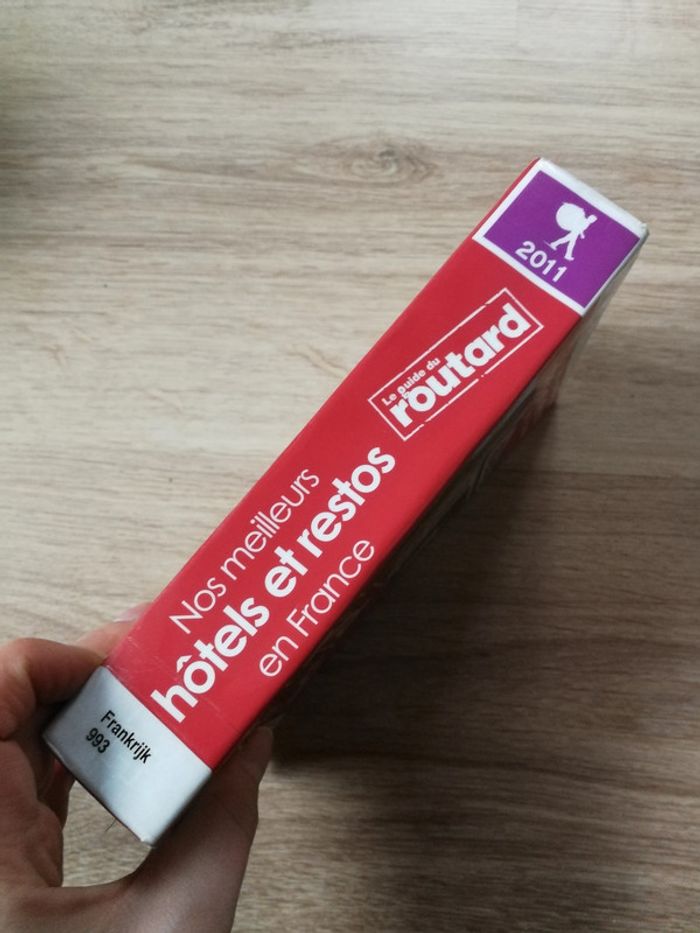 2011
Le guide du
routard
Nos meilleurs
hôtels et restos
en France
Frankrijk
993